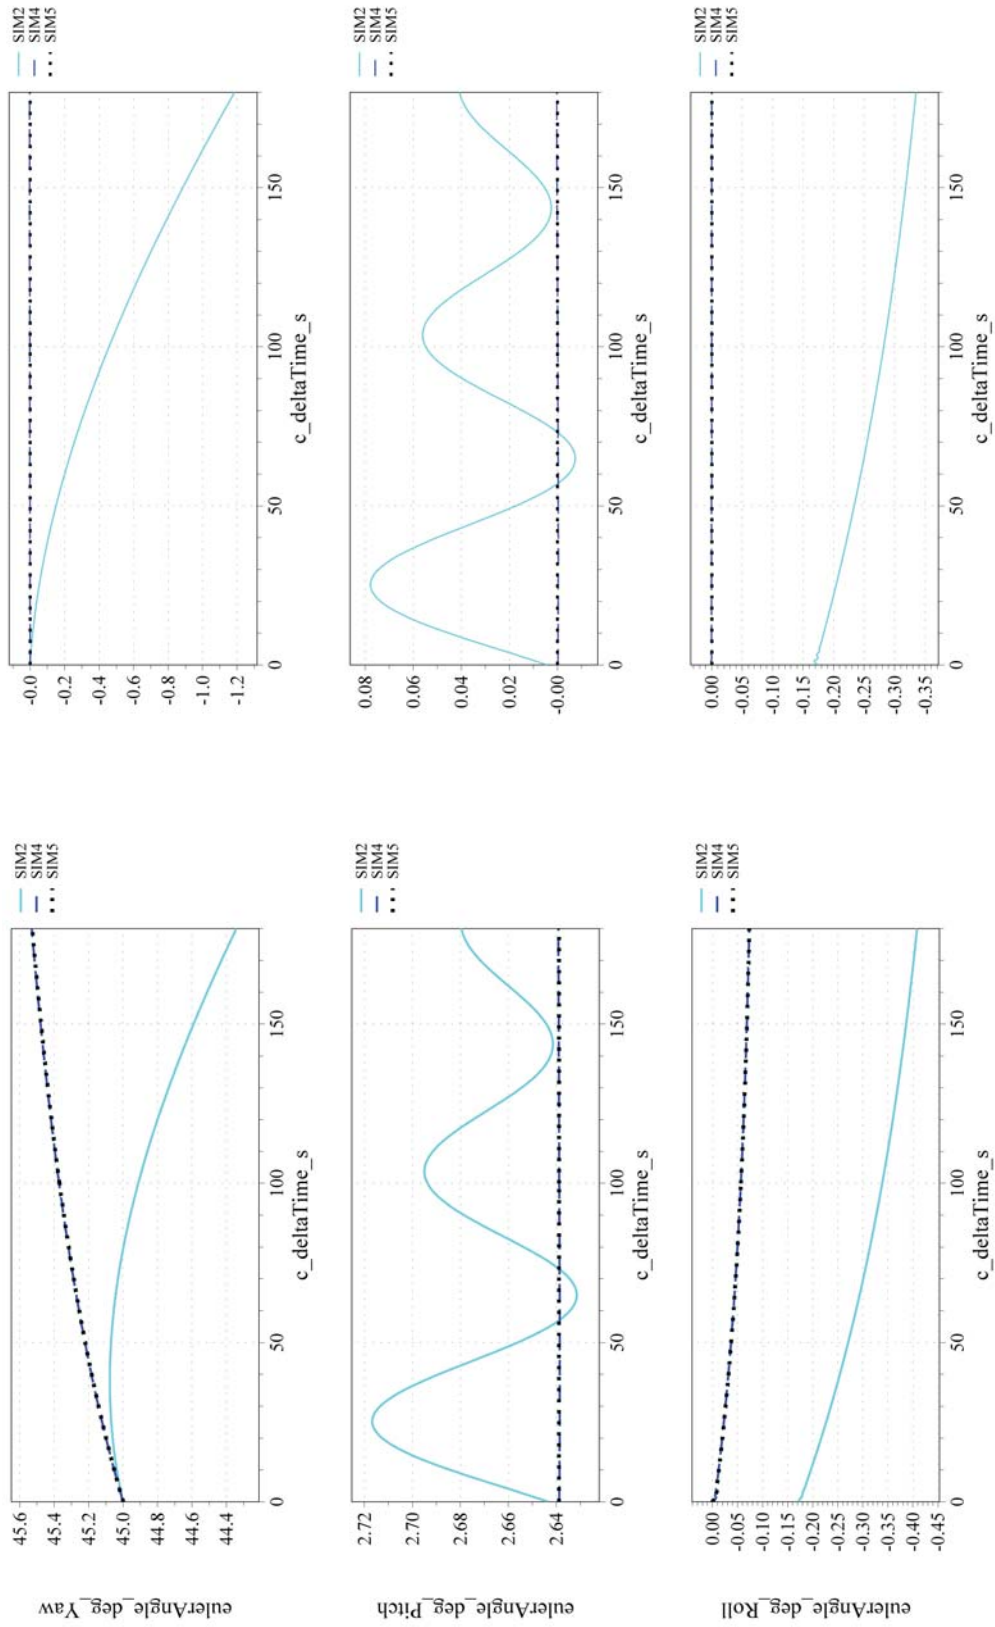 eulerAngle_deg_Yaw
45.6
45.4
45.2
45.0
44.8
44.6
44.4
0
50
100
150
c_deltaTime_s
SIM2
SIM4
SIM5
-0.0
-0.2
-0.4
-0.6
-0.8
-1.0
-1.2
0
50
100
150
c_deltaTime_s
SIM2
SIM4
SIM5
eulerAngle_deg_Pitch
2.72
2.70
2.68
2.66
2.64
0
50
100
150
c_deltaTime_s
SIM2
SIM4
SIM5
0.08
0.06
0.04
0.02
-0.00
0
50
100
150
c_deltaTime_s
SIM2
SIM4
SIM5
eulerAngle_deg_Roll
0.00
-0.05
-0.10
-0.15
-0.20
-0.25
-0.30
-0.35
-0.40
-0.45
0
50
100
150
c_deltaTime_s
SIM2
SIM4
SIM5
0.00
-0.05
-0.10
-0.15
-0.20
-0.25
-0.30
-0.35
0
50
100
150
c_deltaTime_s
SIM2
SIM4
SIM5